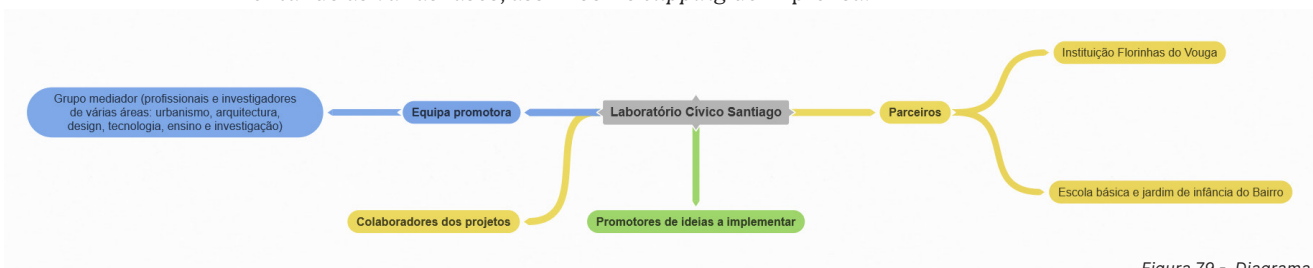 Instituição Florinhas do Vouga
Grupo mediador (profissionais e investigadores
de várias áreas: urbanismo, arquitectura,
design, tecnologia, ensino e investigação)
Equipa promotora
Laboratório Cívico Santiago
Parceiros
Escola básica e jardim de infância do Bairro
Colaboradores dos projetos
Promotores de ideias a implementar
Figura 79 - Diagrama